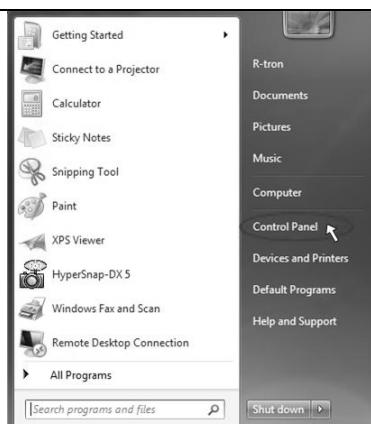 Getting Started
Connect to a Projector
Calculator
Sticky Notes
Snipping Tool
Paint
XPS Viewer
HyperSnap-DX 5
Windows Fax and Scan
Remote Desktop Connection
All Programs
Search programs and files
R-tron
Documents
Pictures
Music
Computer
Control Panel
Devices and Printers
Default Programs
Help and Support
Shut down